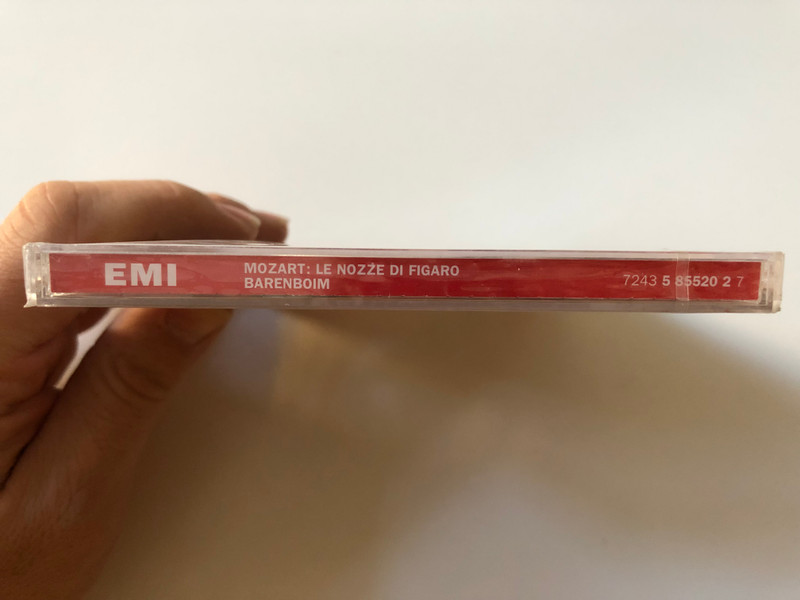 EMI
MOZART: LE NOZZE DI FIGARO
BARENBOIM
7243 5 85520 2 7